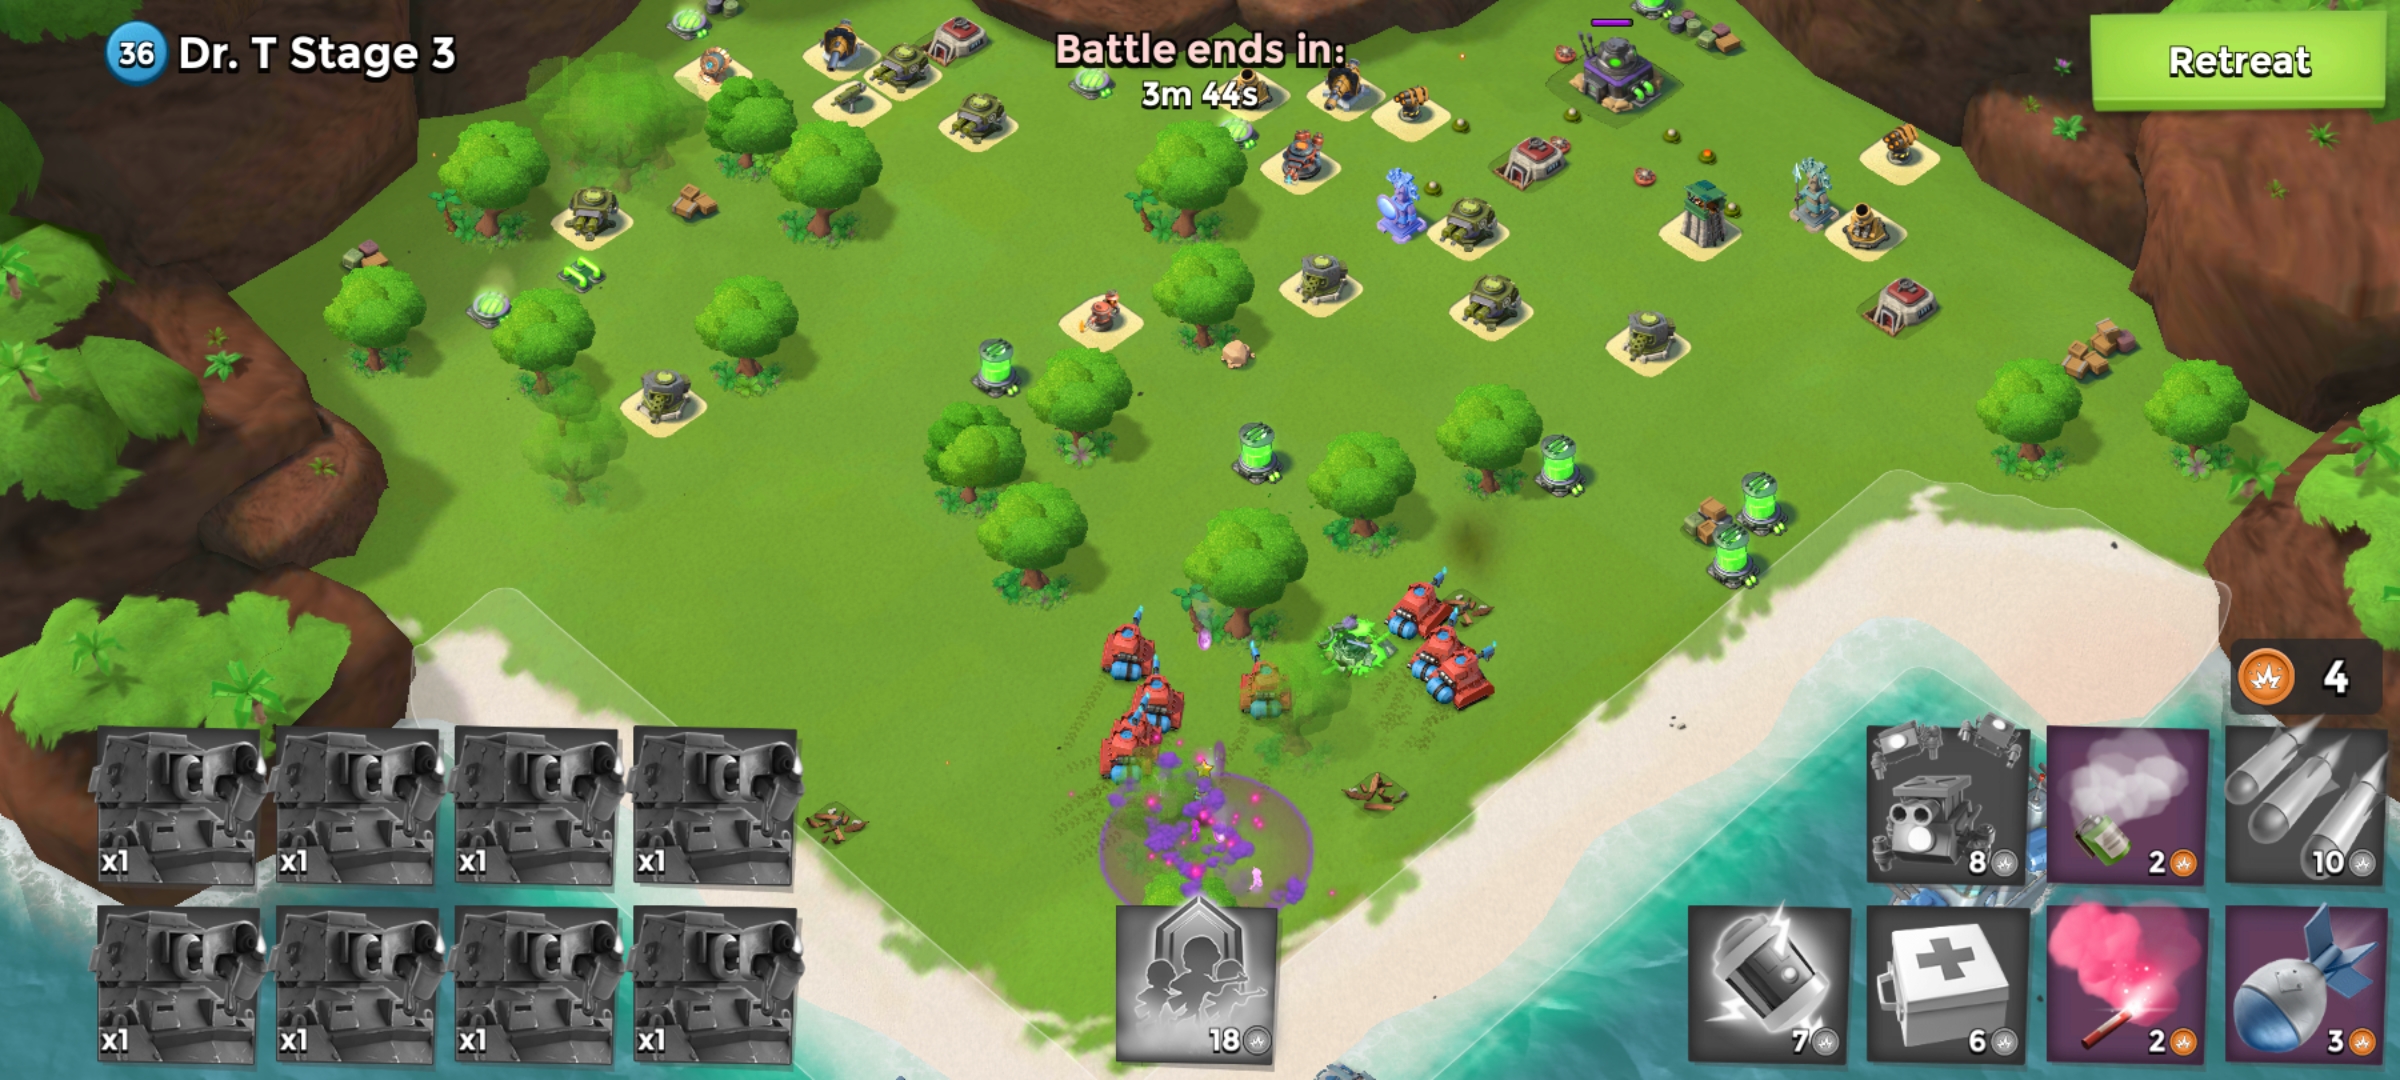 36 Dr. T Stage 3
Battle ends in:
3m 44s
Retreat
4
x1 x1 x1 x1
8 2 10
x1 x1 x1 x1
18
7 6 2 3